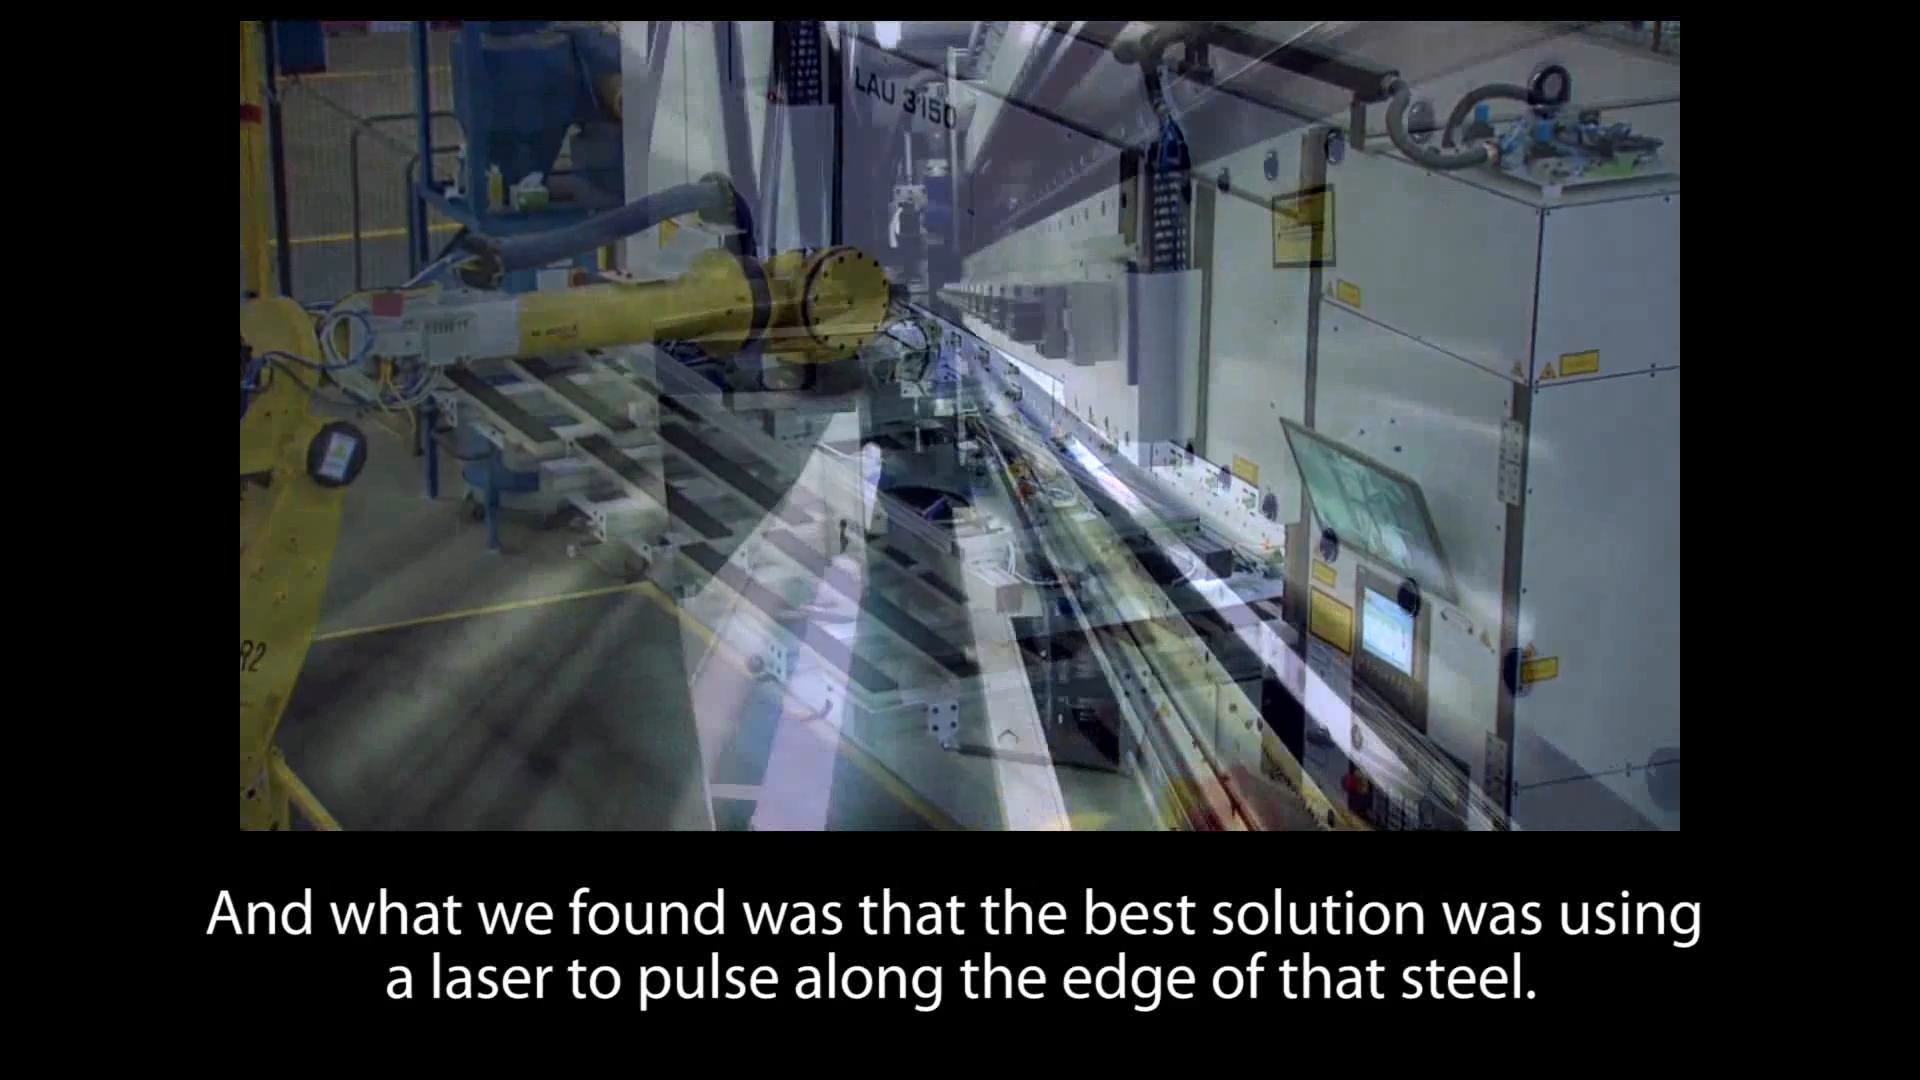 LAU 3150
R2
And what we found was that the best solution was using
a laser to pulse along the edge of that steel.